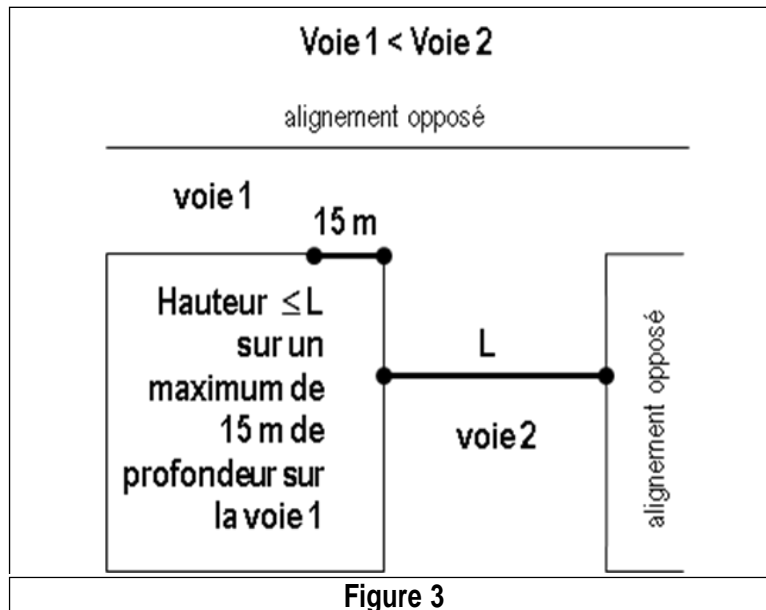 Voie 1 < Voie 2
alignement opposé
voie 1
15 m
Hauteur ≤ L
sur un
maximum de
15 m de
profondeur sur
la voie 1
L
voie 2
alignement opposé
Figure 3